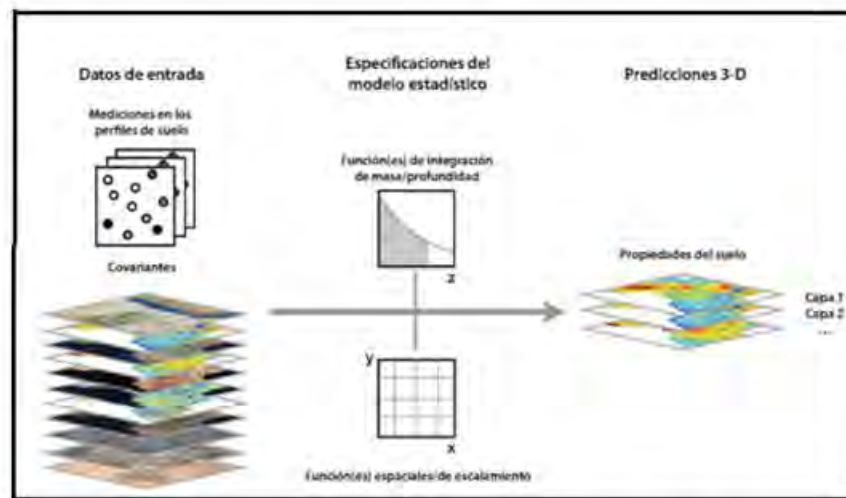 Datos de entrada
Mediciones en los
perfiles de suelo
Covariantes
Especificaciones del
modelo estadístico
Función(es) de integración
de masa/profundidad
z
y
x
Función(es) espaciales/de escalamiento
Predicciones 3-D
Propiedades del suelo
Capa 1
Capa 2
...